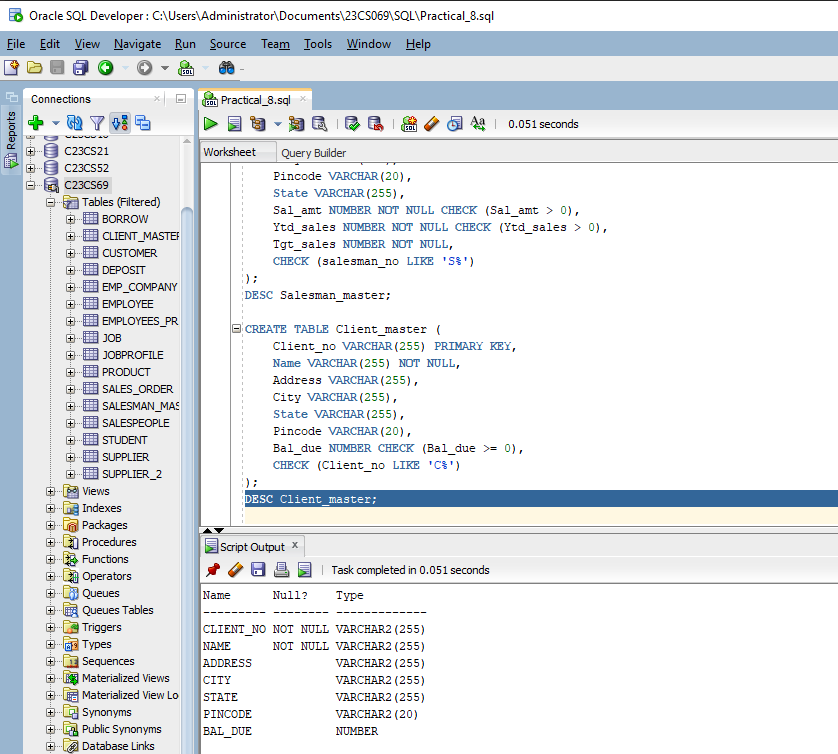 Oracle SQL Developer : C:\Users\Administrator\Documents\23CS069\SQL\Practical_8.sql
File Edit View Navigate Run Source Team Tools Window Help
Reports
Connections
C23CS21
C23CS52
C23CS69
Tables (Filtered)
BORROW
CLIENT_MASTER
CUSTOMER
DEPOSIT
EMP_COMPANY
EMPLOYEE
EMPLOYEES_PR
JOB
JOBPROFILE
PRODUCT
SALES_ORDER
SALESMAN_MAS
SALESPEOPLE
STUDENT
SUPPLIER
SUPPLIER_2
Views
Indexes
Packages
Procedures
Functions
Operators
Queues
Queues Tables
Triggers
Types
Sequences
Materialized Views
Materialized View Lo
Synonyms
Public Synonyms
Database Links
Practical_8.sql
0.051 seconds
Worksheet Query Builder
Pincode VARCHAR(20),
State VARCHAR(255),
Sal_amt NUMBER NOT NULL CHECK (Sal_amt > 0),
Ytd_sales NUMBER NOT NULL CHECK (Ytd_sales > 0),
Tgt_sales NUMBER NOT NULL,
CHECK (salesman_no LIKE 'S%')
);
DESC Salesman_master;
CREATE TABLE Client_master (
Client_no VARCHAR(255) PRIMARY KEY,
Name VARCHAR(255) NOT NULL,
Address VARCHAR(255),
City VARCHAR(255),
State VARCHAR(255),
Pincode VARCHAR(20),
Bal_due NUMBER CHECK (Bal_due >= 0),
CHECK (Client_no LIKE 'C%')
);
DESC Client_master;
Script Output
Task completed in 0.051 seconds
Name Null? Type
--------- -------- -------------
CLIENT_NO NOT NULL VARCHAR2(255)
NAME NOT NULL VARCHAR2(255)
ADDRESS VARCHAR2(255)
CITY VARCHAR2(255)
STATE VARCHAR2(255)
PINCODE VARCHAR2(20)
BAL_DUE NUMBER